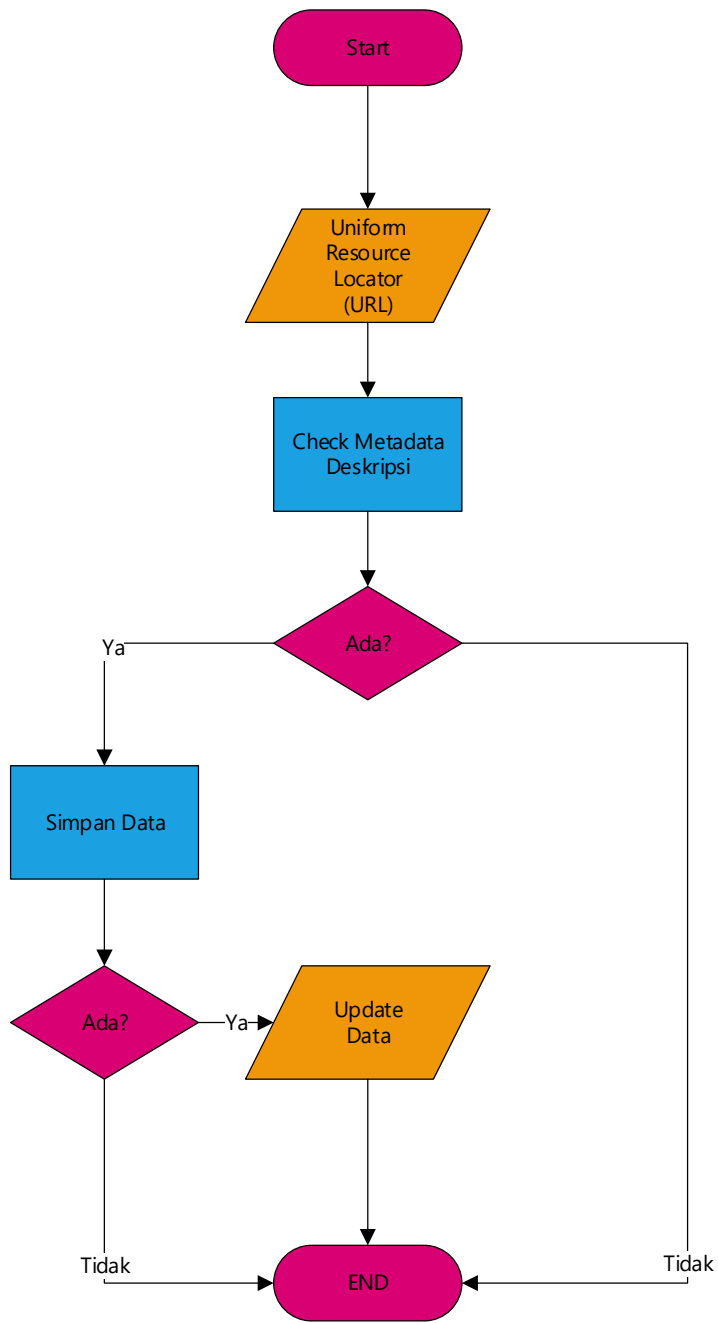 Start
Uniform
Resource
Locator
(URL)
Check Metadata
Deskripsi
Ada?
Ya
Simpan Data
Ada?
Ya
Update
Data
Tidak
Tidak
END